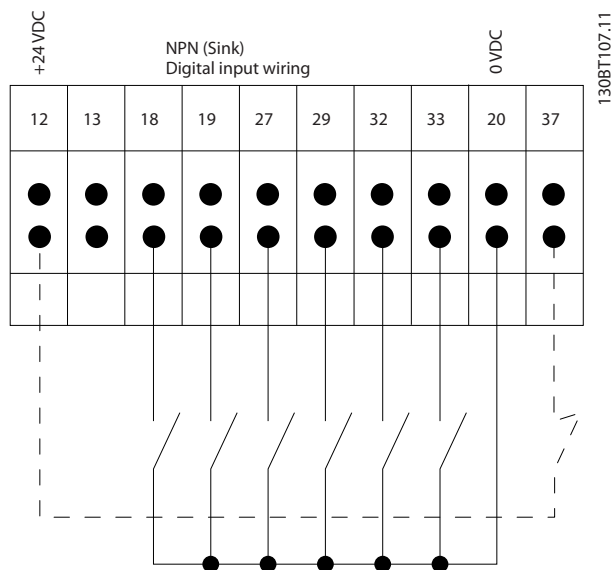 +24 VDC
NPN (Sink)
Digital input wiring
0 VDC
130BT107.11
12 13 18 19 27 29 32 33 20 37